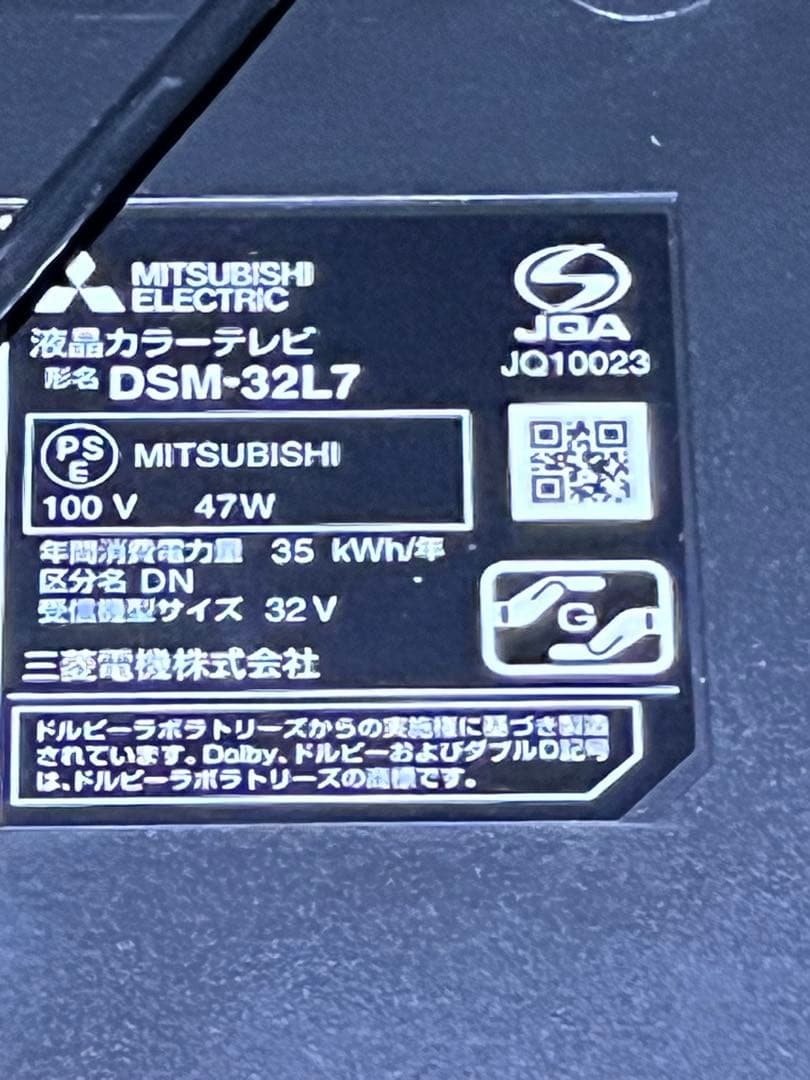 MITSUBISHI
ELECTRIC
液晶カラーテレビ
形名 DSM-32L7
JQA
JQ10023
PS
E
MITSUBISHI
100 V 47W
年間消費電力量 35 kWh/年
区分名 DN
受信機型サイズ 32V
G
三菱電機株式会社
ドルビーラボラトリーズからの実施権に基づき製造
されています。Dolby、ドルビーおよびダブルD記号
は、ドルビーラボラトリーズの商標です。